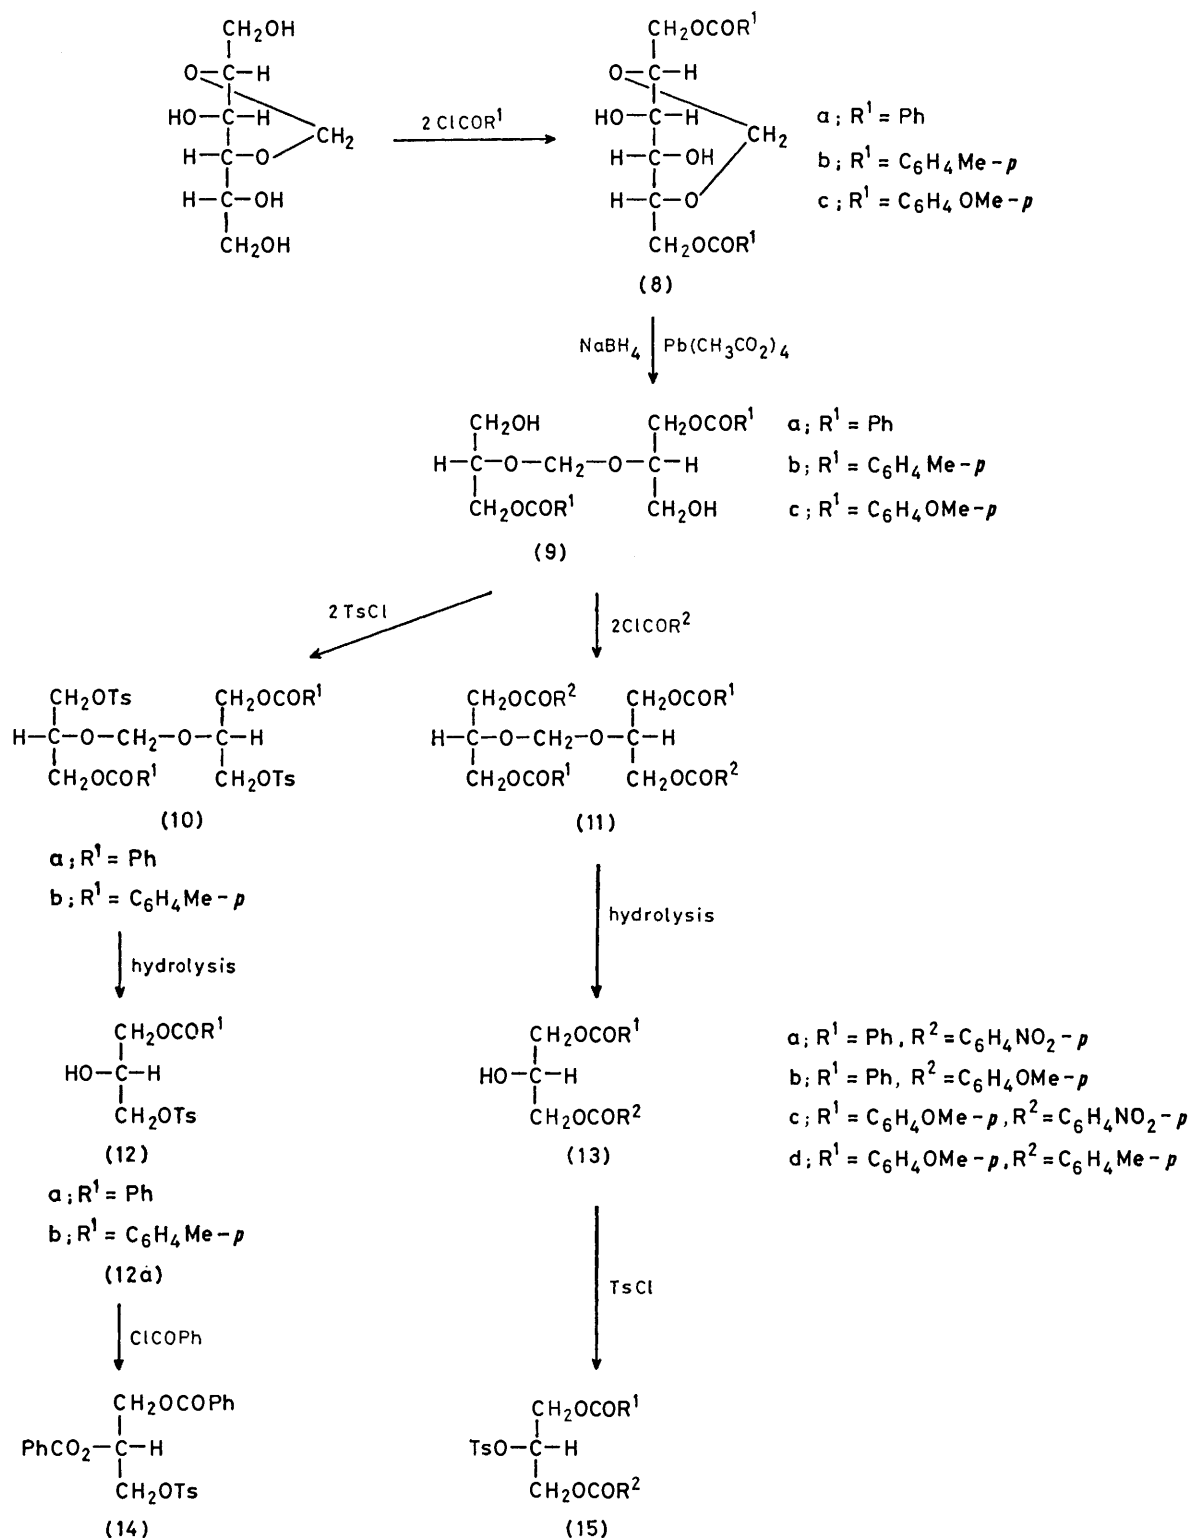 CH2OH
O–C–H
HO–C–H
CH2
H–C–O
H–C–OH
CH2OH
2 ClCOR¹
CH2OCOR¹
O–C–H
HO–C–H
H–C–OH
CH2
H–C–O
CH2OCOR¹
(8)
a; R¹ = Ph
b; R¹ = C6H4Me–p
c; R¹ = C6H4OMe–p
NaBH4
Pb(CH3CO2)4
CH2OH
CH2OCOR¹
H–C–O–CH2–O–C–H
CH2OCOR¹
CH2OH
(9)
a; R¹ = Ph
b; R¹ = C6H4Me–p
c; R¹ = C6H4OMe–p
2TsCl
2ClCOR²
CH2OTs
CH2OCOR¹
H–C–O–CH2–O–C–H
CH2OCOR¹
CH2OTs
(10)
a; R¹ = Ph
b; R¹ = C6H4Me–p
CH2OCOR²
CH2OCOR¹
H–C–O–CH2–O–C–H
CH2OCOR¹
CH2OCOR²
(11)
hydrolysis
hydrolysis
CH2OCOR¹
HO–C–H
CH2OTs
(12)
a; R¹ = Ph
b; R¹ = C6H4Me–p
(12a)
CH2OCOR¹
HO–C–H
CH2OCOR²
(13)
a; R¹ = Ph, R² = C6H4NO2–p
b; R¹ = Ph, R² = C6H4OMe–p
c; R¹ = C6H4OMe–p, R² = C6H4NO2–p
d; R¹ = C6H4OMe–p, R² = C6H4Me–p
ClCOPh
TsCl
CH2OCOPh
PhCO2–C–H
CH2OTs
(14)
CH2OCOR¹
TsO–C–H
CH2OCOR²
(15)